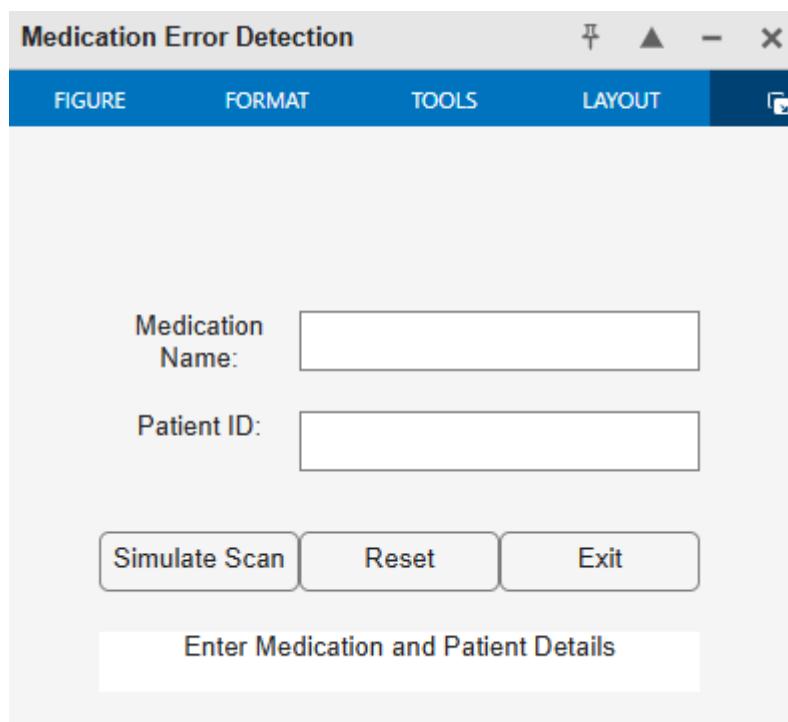 Medication Error Detection
FIGURE FORMAT TOOLS LAYOUT
Medication
Name:
Patient ID:
Simulate Scan Reset Exit
Enter Medication and Patient Details